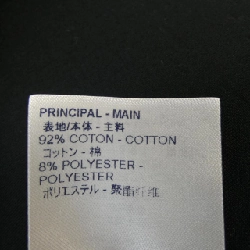 PRINCIPAL - MAIN
表地/本体 - 主料
92% COTON - COTTON
コットン - 棉
8% POLYESTER -
POLYESTER
ポリエステル - 聚酯纤维